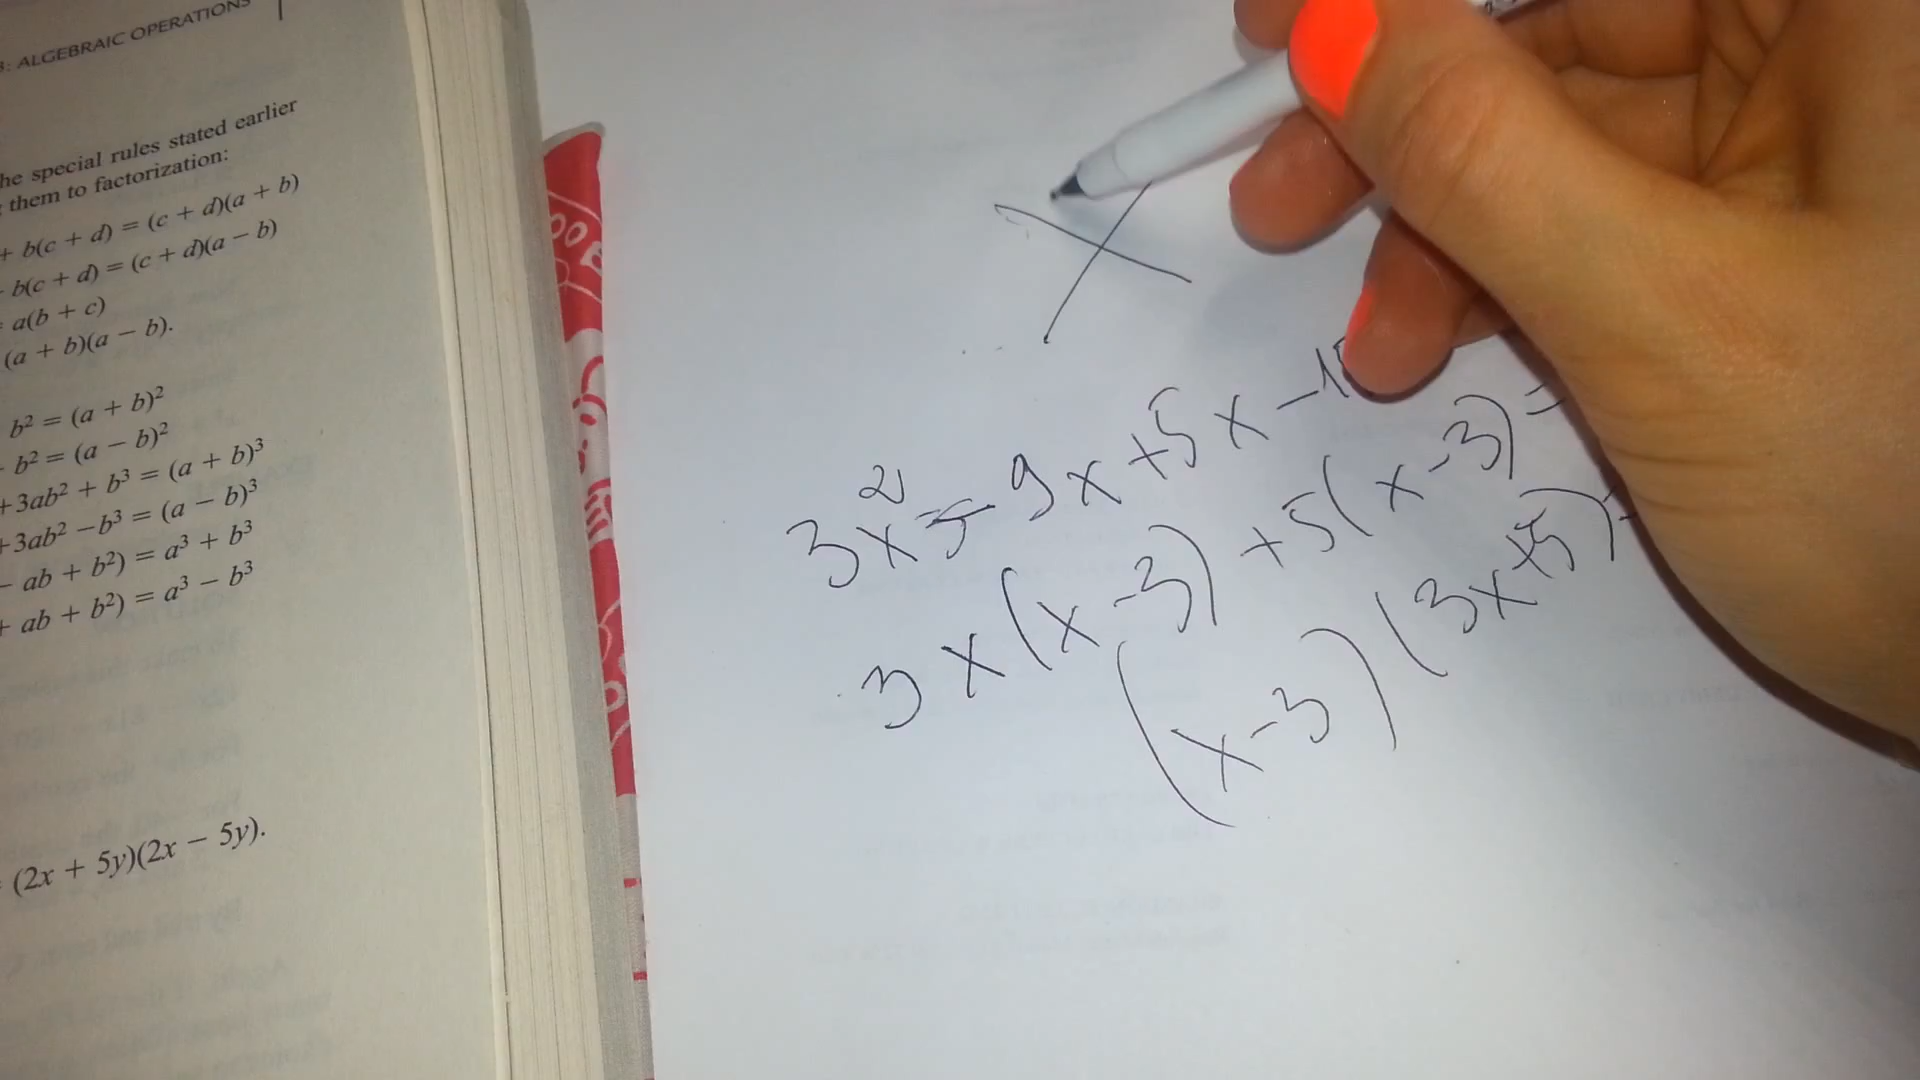 3: ALGEBRAIC OPERATIONS
he special rules stated earlier
them to factorization:
+ b(c + d) = (c + d)(a + b)
- b(c + d) = (c + d)(a − b)
= a(b + c)
(a + b)(a − b).
b² = (a + b)²
- b² = (a − b)²
+3ab² + b³ = (a + b)³
+3ab² − b³ = (a − b)³
− ab + b²) = a³ + b³
+ ab + b²) = a³ − b³
(2x + 5y)(2x − 5y).
3x² - 9x + 5x - 1
3x(x-3) + 5(x-3) =
(x-3)(3x+5)